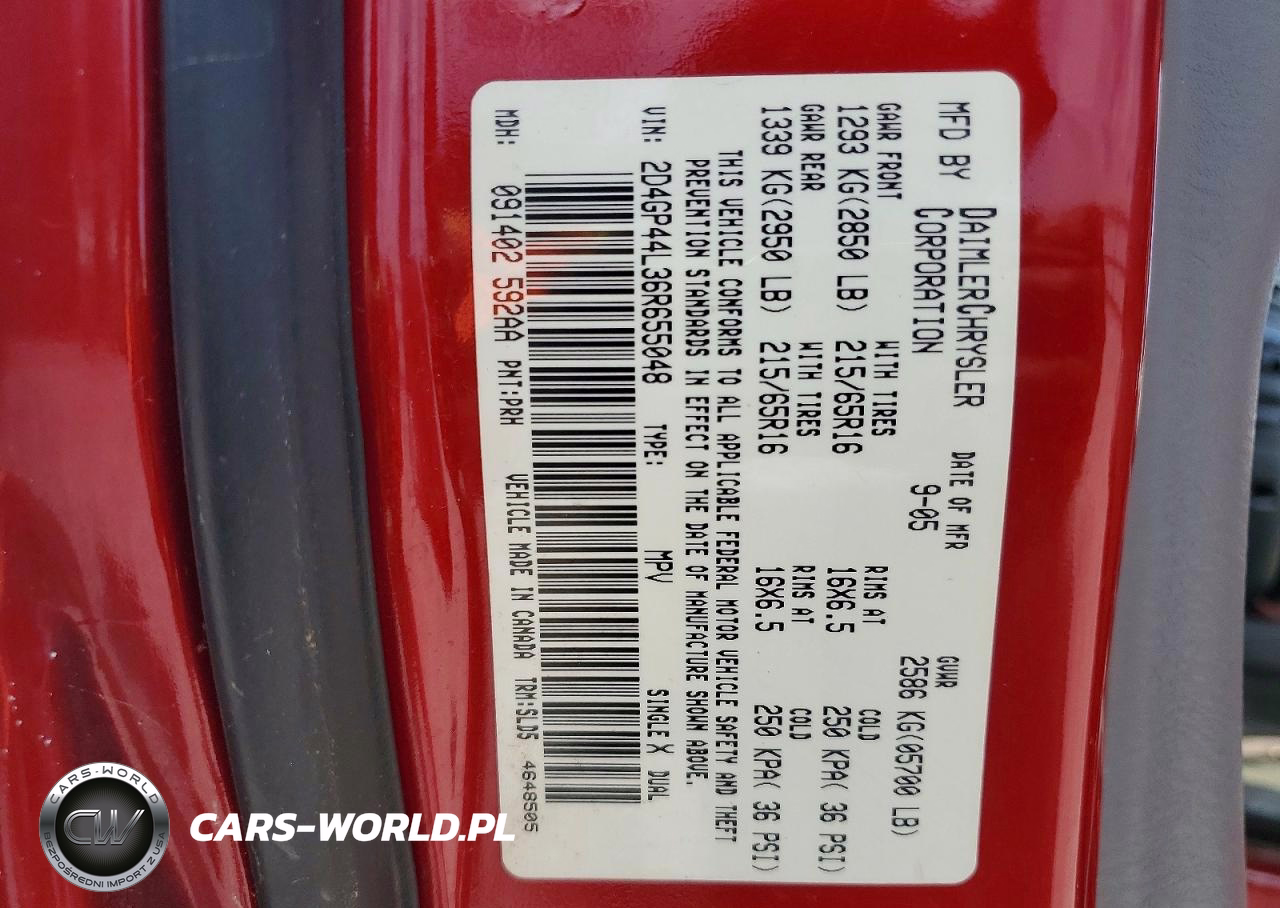 MFD BY DAIMLERCHRYSLER CORPORATION
DATE OF MFR 9-05
GVWR 2586 KG(05700 LB)
GAWR FRONT WITH TIRES RIMS AT COLD
1293 KG(2850 LB) 215/65R16 16X6.5 250 KPA( 36 PSI)
GAWR REAR WITH TIRES RIMS AT COLD
1339 KG(2950 LB) 215/65R16 16X6.5 250 KPA( 36 PSI)
THIS VEHICLE CONFORMS TO ALL APPLICABLE FEDERAL MOTOR VEHICLE SAFETY AND THEFT
PREVENTION STANDARDS IN EFFECT ON THE DATE OF MANUFACTURE SHOWN ABOVE.
VIN: 2D4GP44L36R655048 TYPE: MPV SINGLE X DUAL
MDH: 091402 592AA PNT:PRH VEHICLE MADE IN CANADA TRM:SLD5 4648505
CARS-WORLD
CW
BEZPOŚREDNI IMPORT Z USA
CARS-WORLD.PL